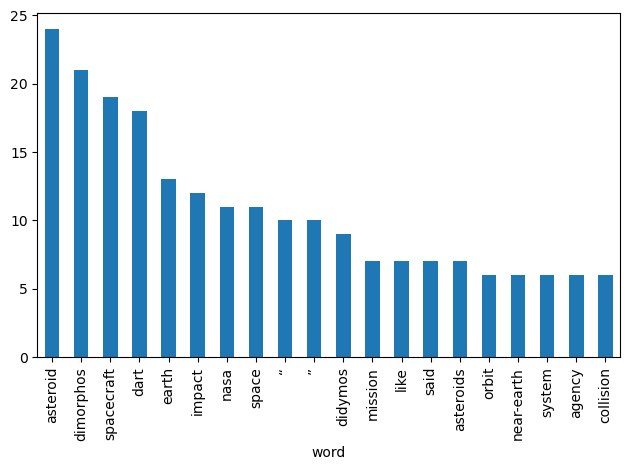 25
20
15
10
5
0
asteroid
dimorphos
spacecraft
dart
earth
impact
nasa
space
“
”
didymos
mission
like
said
asteroids
orbit
near-earth
system
agency
collision
word